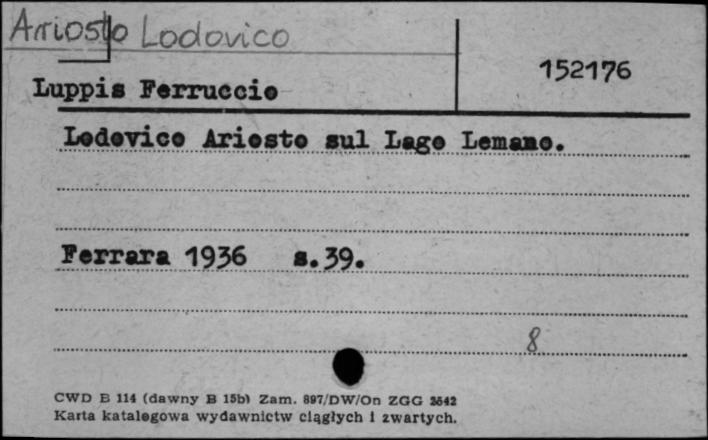 Ariosto Lodovico
152176
Luppis Ferruccio
Lodovico Ariosto sul Lago Lemano.
Ferrara 1936 s.39.
8
CWD B 114 (dawny B 15b) Zam. 897/DW/On ZGG 3642
Karta katalogowa wydawnictw ciągłych i zwartych.